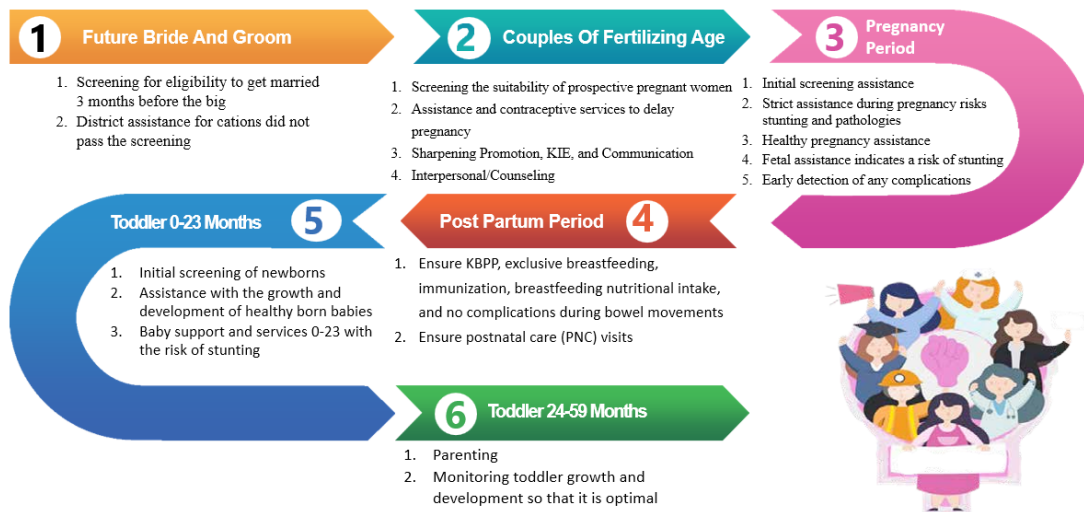 1 Future Bride And Groom
1. Screening for eligibility to get married
3 months before the big
2. District assistance for cations did not
pass the screening
2 Couples Of Fertilizing Age
1. Screening the suitability of prospective pregnant women
2. Assistance and contraceptive services to delay
pregnancy
3. Sharpening Promotion, KIE, and Communication
4. Interpersonal/Counseling
3 Pregnancy
Period
1. Initial screening assistance
2. Strict assistance during pregnancy risks
stunting and pathologies
3. Healthy pregnancy assistance
4. Fetal assistance indicates a risk of stunting
5. Early detection of any complications
Post Partum Period 4
1. Ensure KBPP, exclusive breastfeeding,
immunization, breastfeeding nutritional intake,
and no complications during bowel movements
2. Ensure postnatal care (PNC) visits
Toddler 0-23 Months 5
1. Initial screening of newborns
2. Assistance with the growth and
development of healthy born babies
3. Baby support and services 0-23 with
the risk of stunting
6 Toddler 24-59 Months
1. Parenting
2. Monitoring toddler growth and
development so that it is optimal